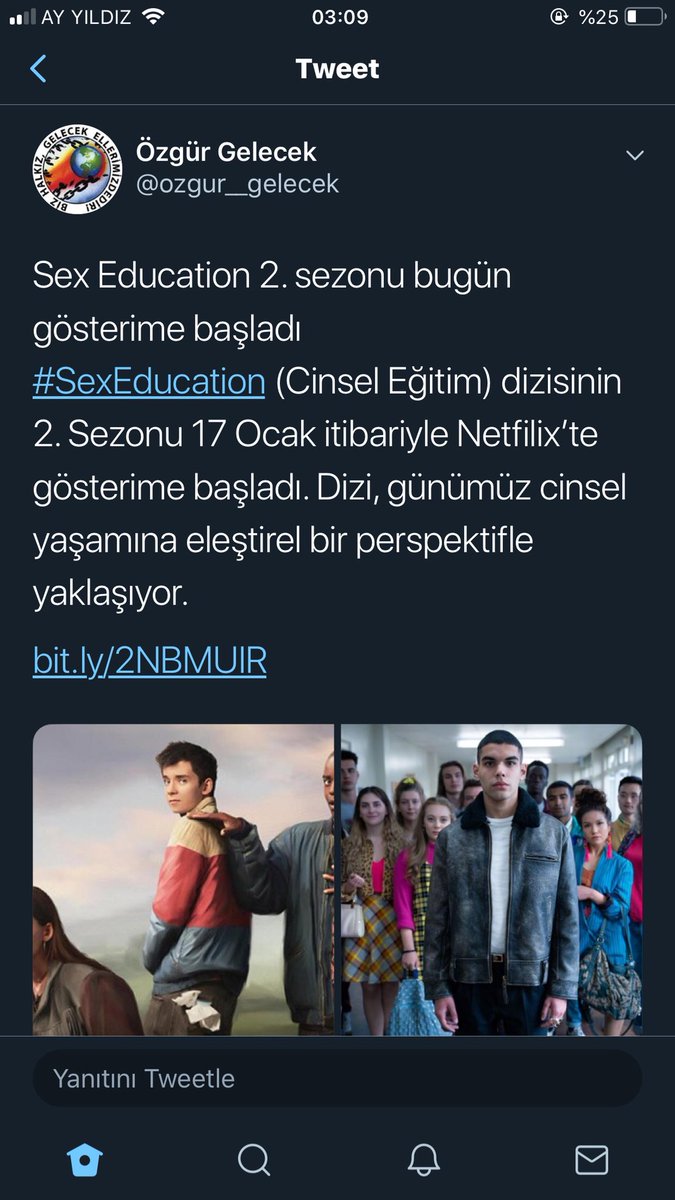 AY YILDIZ 03:09 %25
Tweet
BİZ HALKIZ, GELECEK ELLERİMİZDEDİR!
Özgür Gelecek
@ozgur__gelecek
Sex Education 2. sezonu bugün
gösterime başladı
#SexEducation (Cinsel Eğitim) dizisinin
2. Sezonu 17 Ocak itibariyle Netfilix’te
gösterime başladı. Dizi, günümüz cinsel
yaşamına eleştirel bir perspektifle
yaklaşıyor.
bit.ly/2NBMUIR
Yanıtını Tweetle